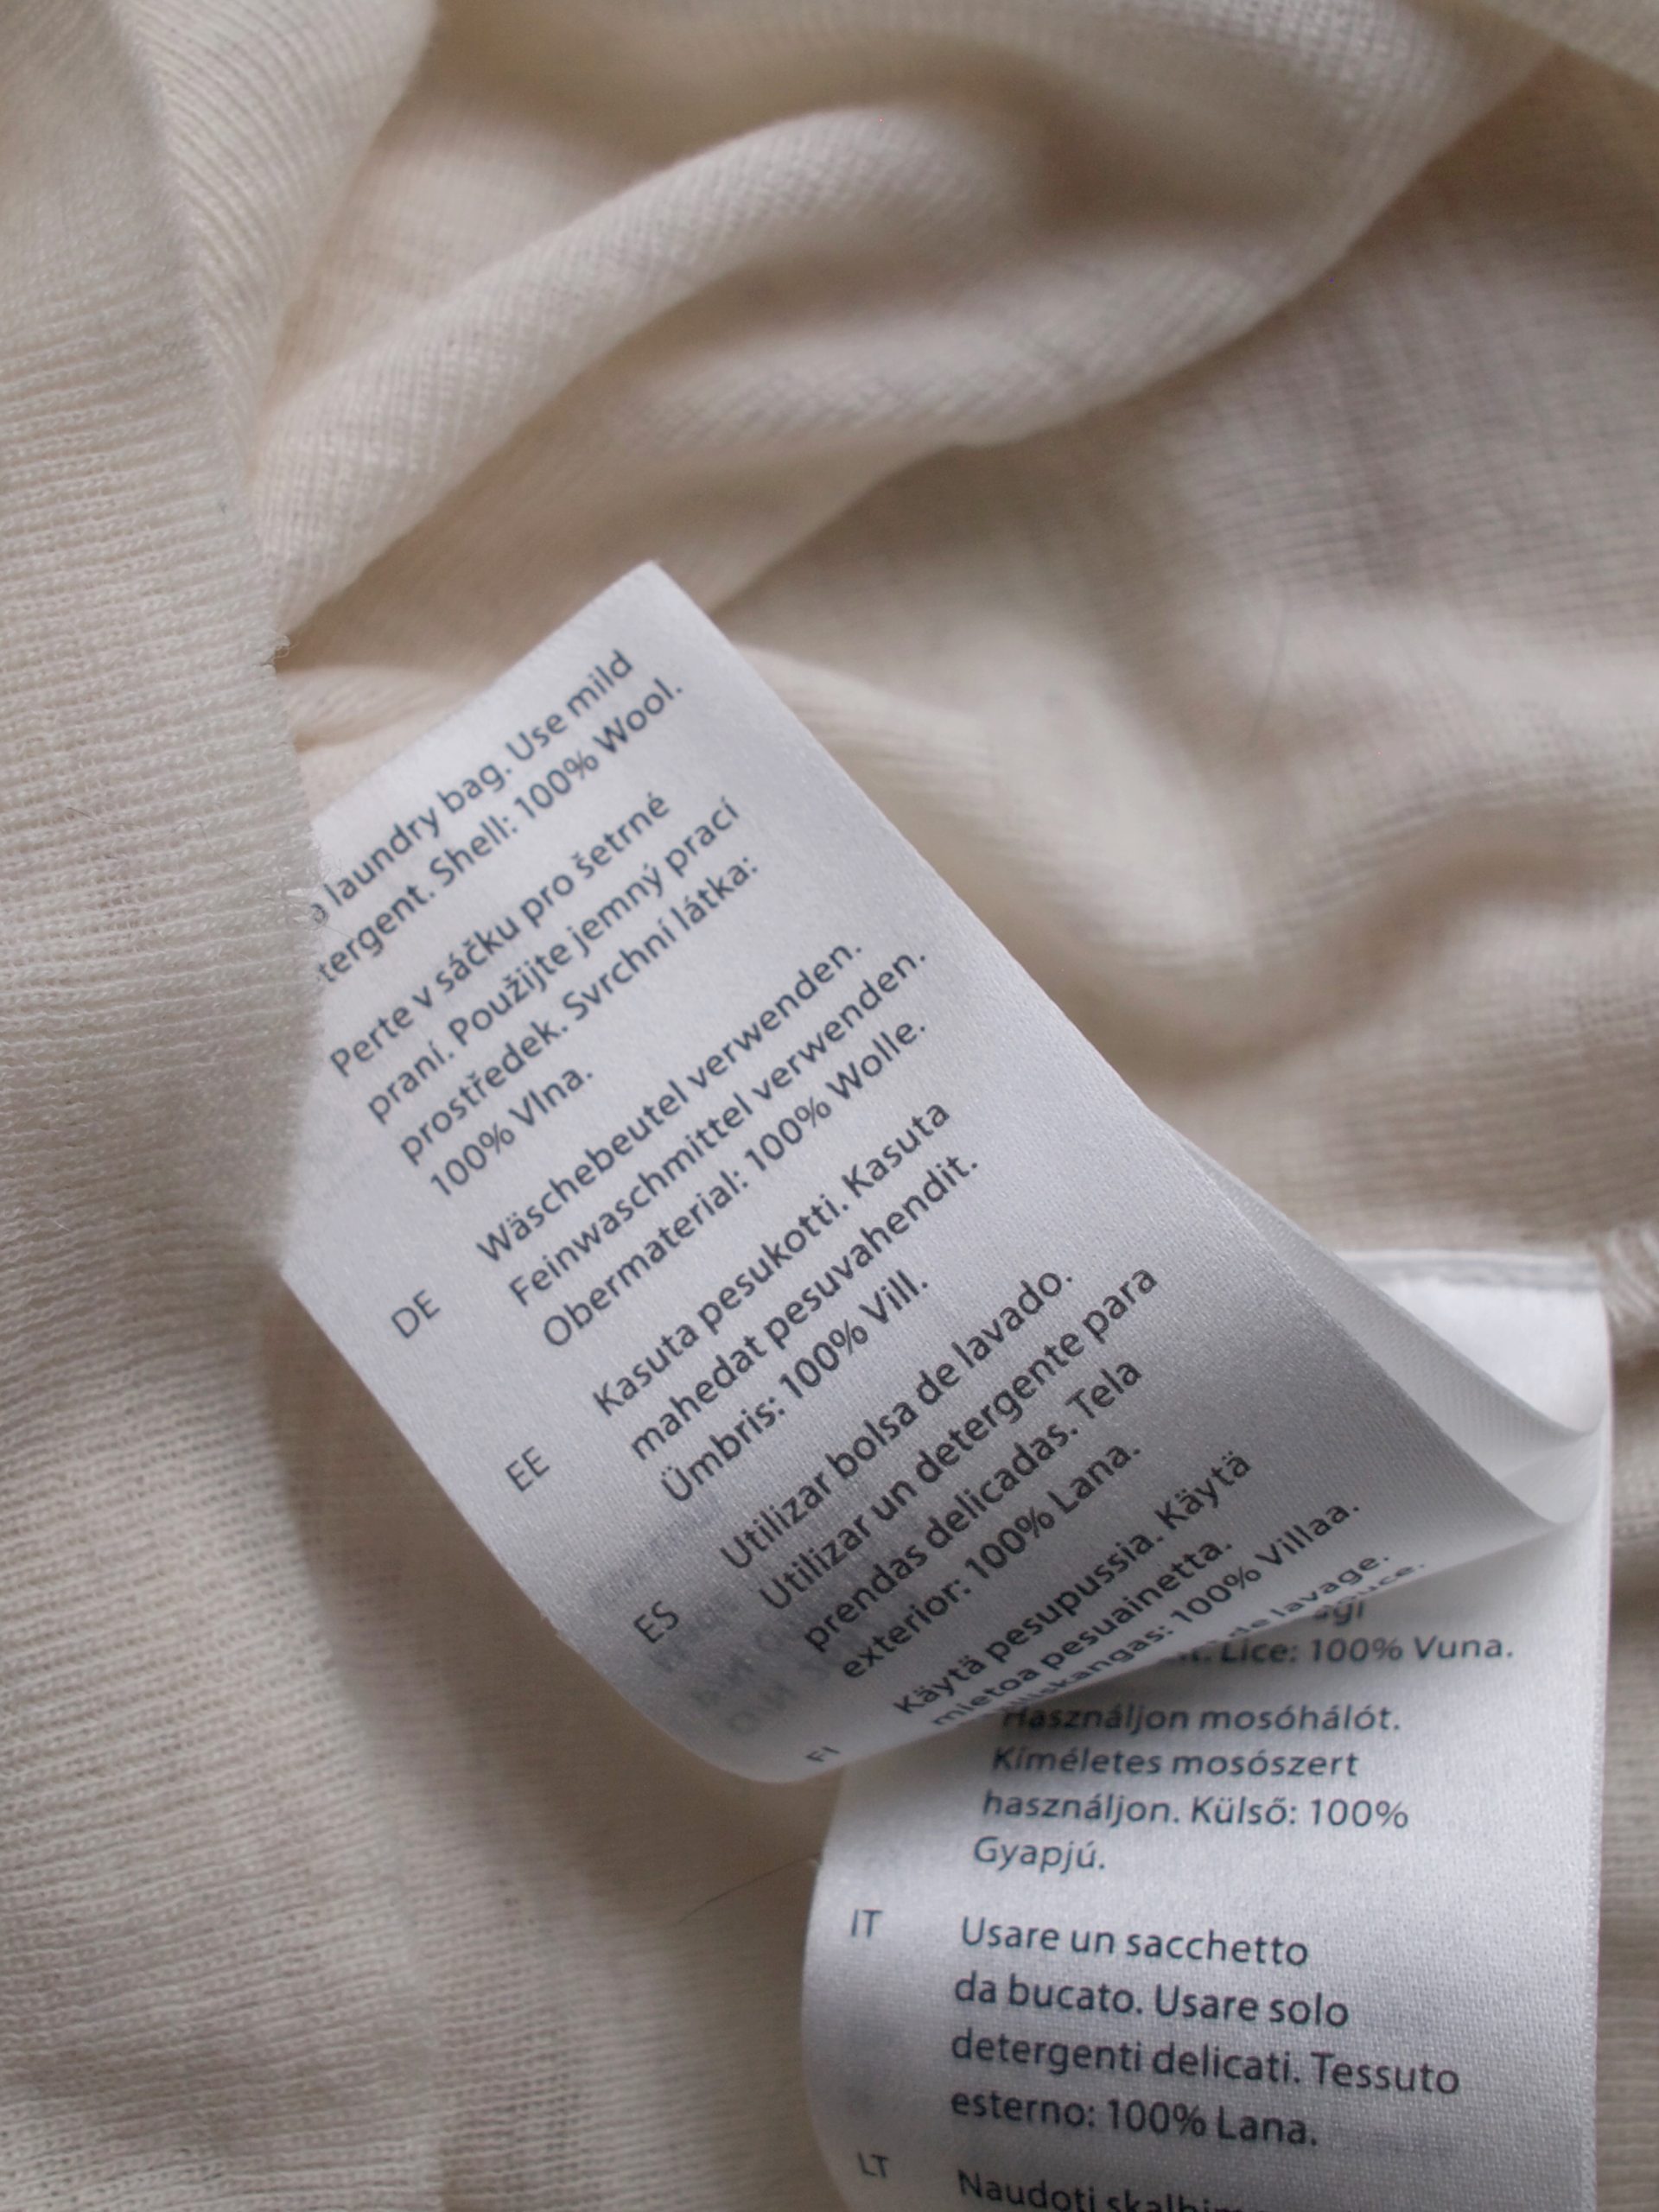 laundry bag. Use mild
tergent. Shell: 100% Wool.
Perte v sáčku pro šetrné
praní. Použijte jemný prací
prostředek. Svrchní látka:
100% Vlna.
DE Wäschebeutel verwenden.
Feinwaschmittel verwenden.
Obermaterial: 100% Wolle.
EE Kasuta pesukotti. Kasuta
mahedat pesuvahendit.
Ümbris: 100% Vill.
ES Utilizar bolsa de lavado.
Utilizar un detergente para
prendas delicadas. Tela
exterior: 100% Lana.
FI Käytä pesupussia. Käytä
mietoa pesuainetta.
100% Villaa.
de lavage.
Lice: 100% Vuna.
Használjon mosóhálót.
Kíméletes mosószert
használjon. Külső: 100%
Gyapjú.
IT Usare un sacchetto
da bucato. Usare solo
detergenti delicati. Tessuto
esterno: 100% Lana.
LT Naudoti